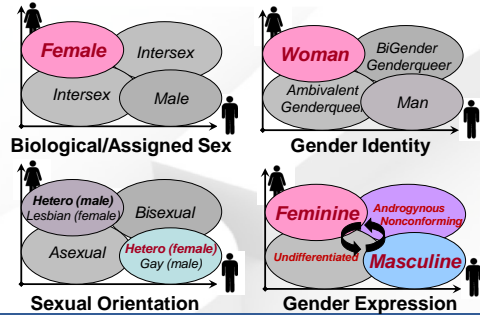 Female
Intersex
Intersex
Male
Biological/Assigned Sex
Woman
BiGender
Genderqueer
Ambivalent
Genderqueer
Man
Gender Identity
Hetero (male)
Lesbian (female)
Bisexual
Asexual
Hetero (female)
Gay (male)
Sexual Orientation
Feminine
Androgynous
Nonconforming
Undifferentiated
Masculine
Gender Expression